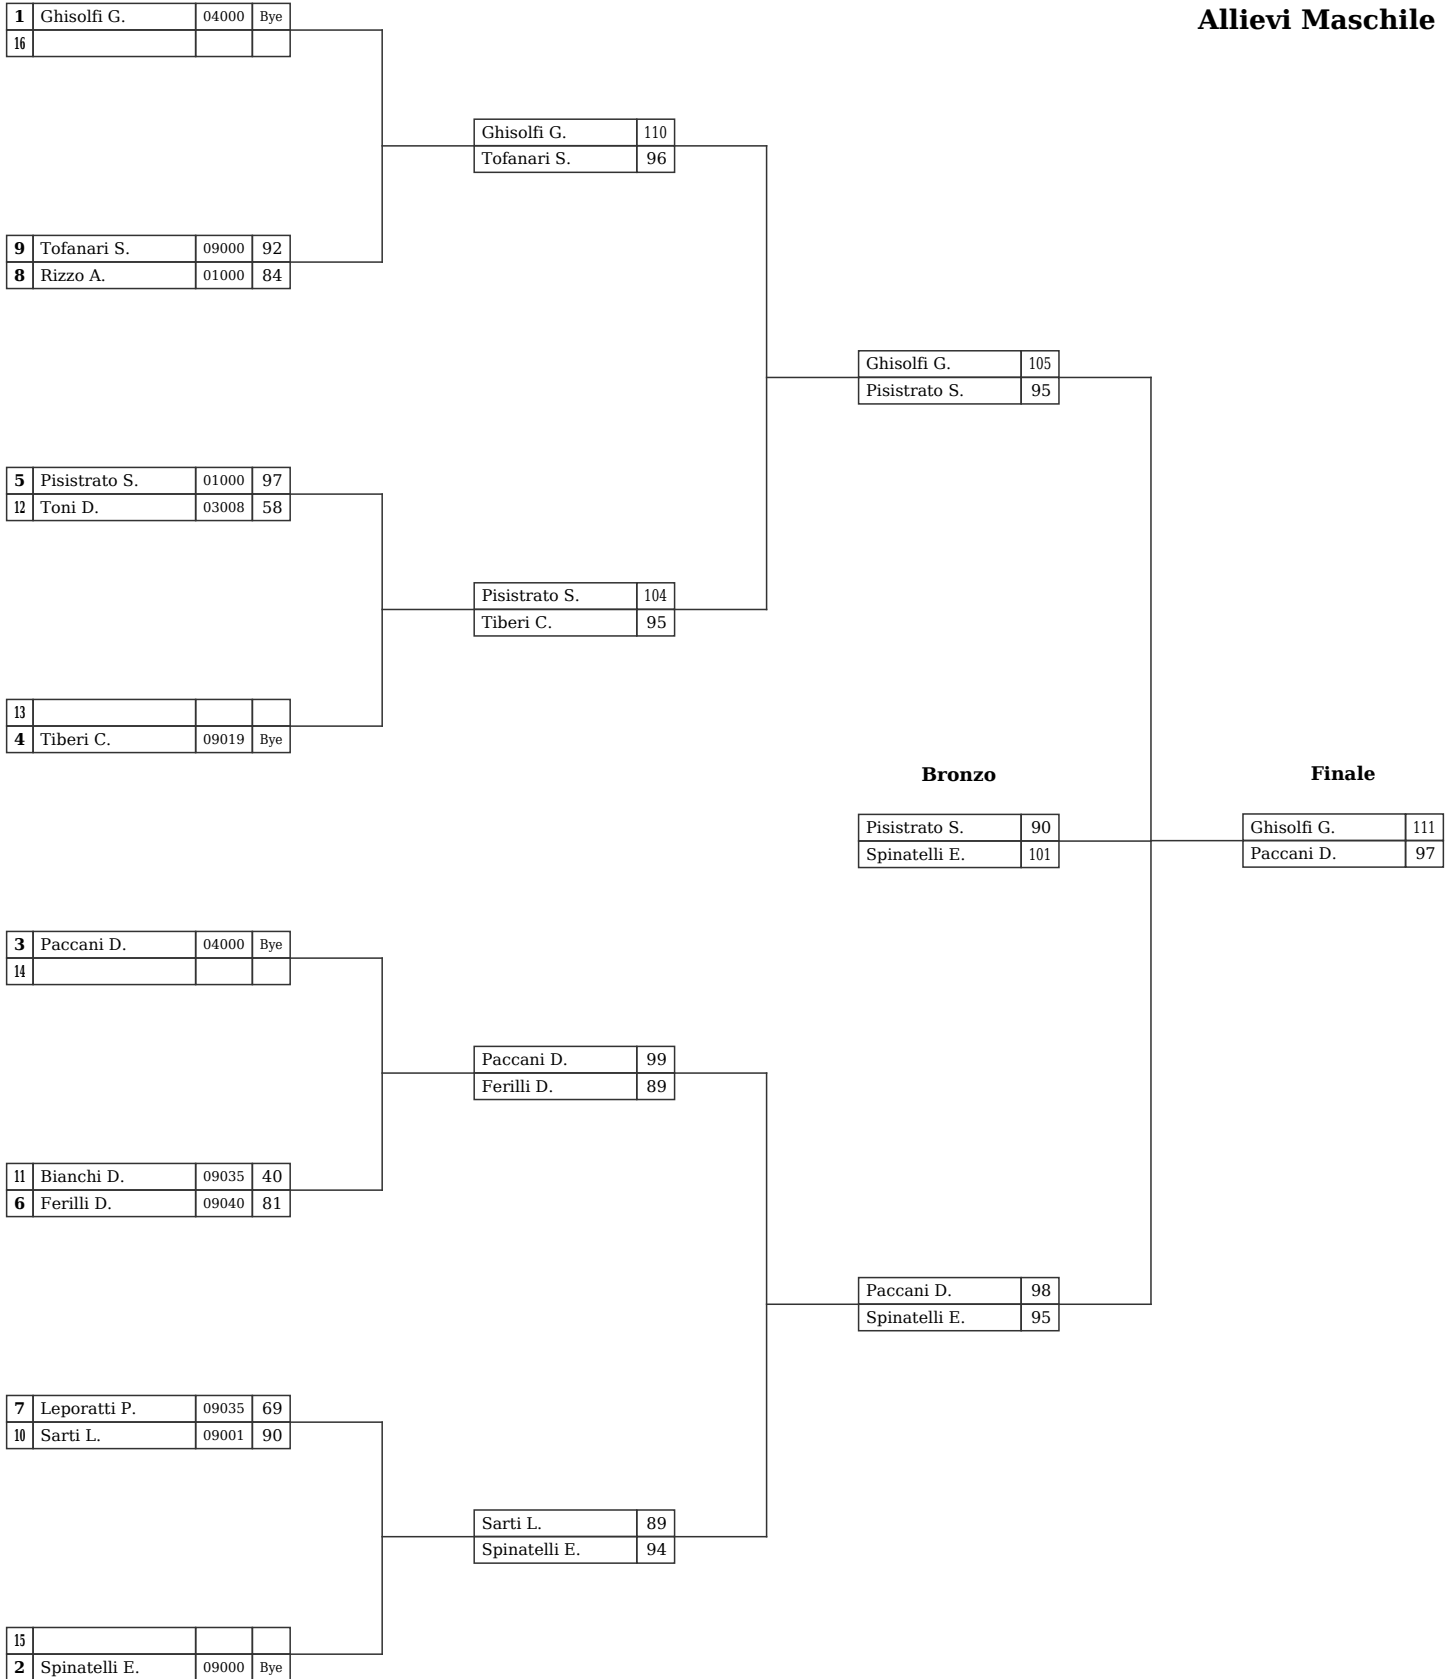 Allievi Maschile
1 Ghisolfi G. 04000 Bye
16
Ghisolfi G. 110
Tofanari S. 96
9 Tofanari S. 09000 92
8 Rizzo A. 01000 84
Ghisolfi G. 105
Pisistrato S. 95
5 Pisistrato S. 01000 97
12 Toni D. 03008 58
Pisistrato S. 104
Tiberi C. 95
13
4 Tiberi C. 09019 Bye
Bronzo
Finale
Pisistrato S. 90
Spinatelli E. 101
Ghisolfi G. 111
Paccani D. 97
3 Paccani D. 04000 Bye
14
Paccani D. 99
Ferilli D. 89
11 Bianchi D. 09035 40
6 Ferilli D. 09040 81
Paccani D. 98
Spinatelli E. 95
7 Leporatti P. 09035 69
10 Sarti L. 09001 90
Sarti L. 89
Spinatelli E. 94
15
2 Spinatelli E. 09000 Bye